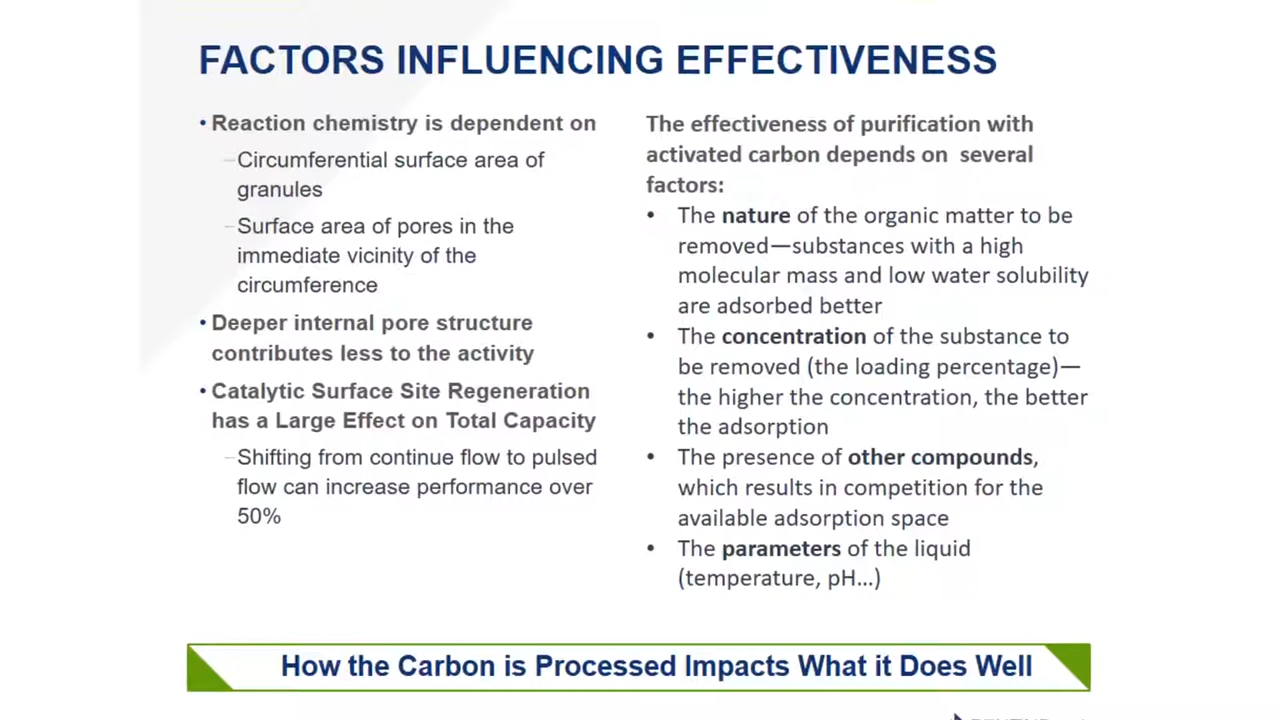 FACTORS INFLUENCING EFFECTIVENESS
• Reaction chemistry is dependent on
–Circumferential surface area of
granules
–Surface area of pores in the
immediate vicinity of the
circumference
• Deeper internal pore structure
contributes less to the activity
• Catalytic Surface Site Regeneration
has a Large Effect on Total Capacity
–Shifting from continue flow to pulsed
flow can increase performance over
50%
The effectiveness of purification with
activated carbon depends on several
factors:
• The nature of the organic matter to be
removed—substances with a high
molecular mass and low water solubility
are adsorbed better
• The concentration of the substance to
be removed (the loading percentage)—
the higher the concentration, the better
the adsorption
• The presence of other compounds,
which results in competition for the
available adsorption space
• The parameters of the liquid
(temperature, pH...)
How the Carbon is Processed Impacts What it Does Well